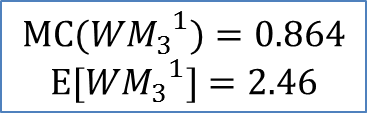 MC(𝑊𝑀₃¹) = 0.864
E[𝑊𝑀₃¹] = 2.46